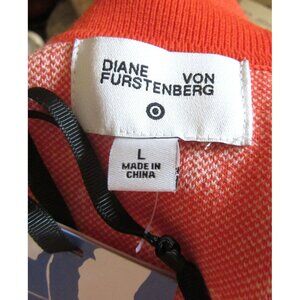 DIANE VON
FURSTENBERG
L
MADE IN
CHINA